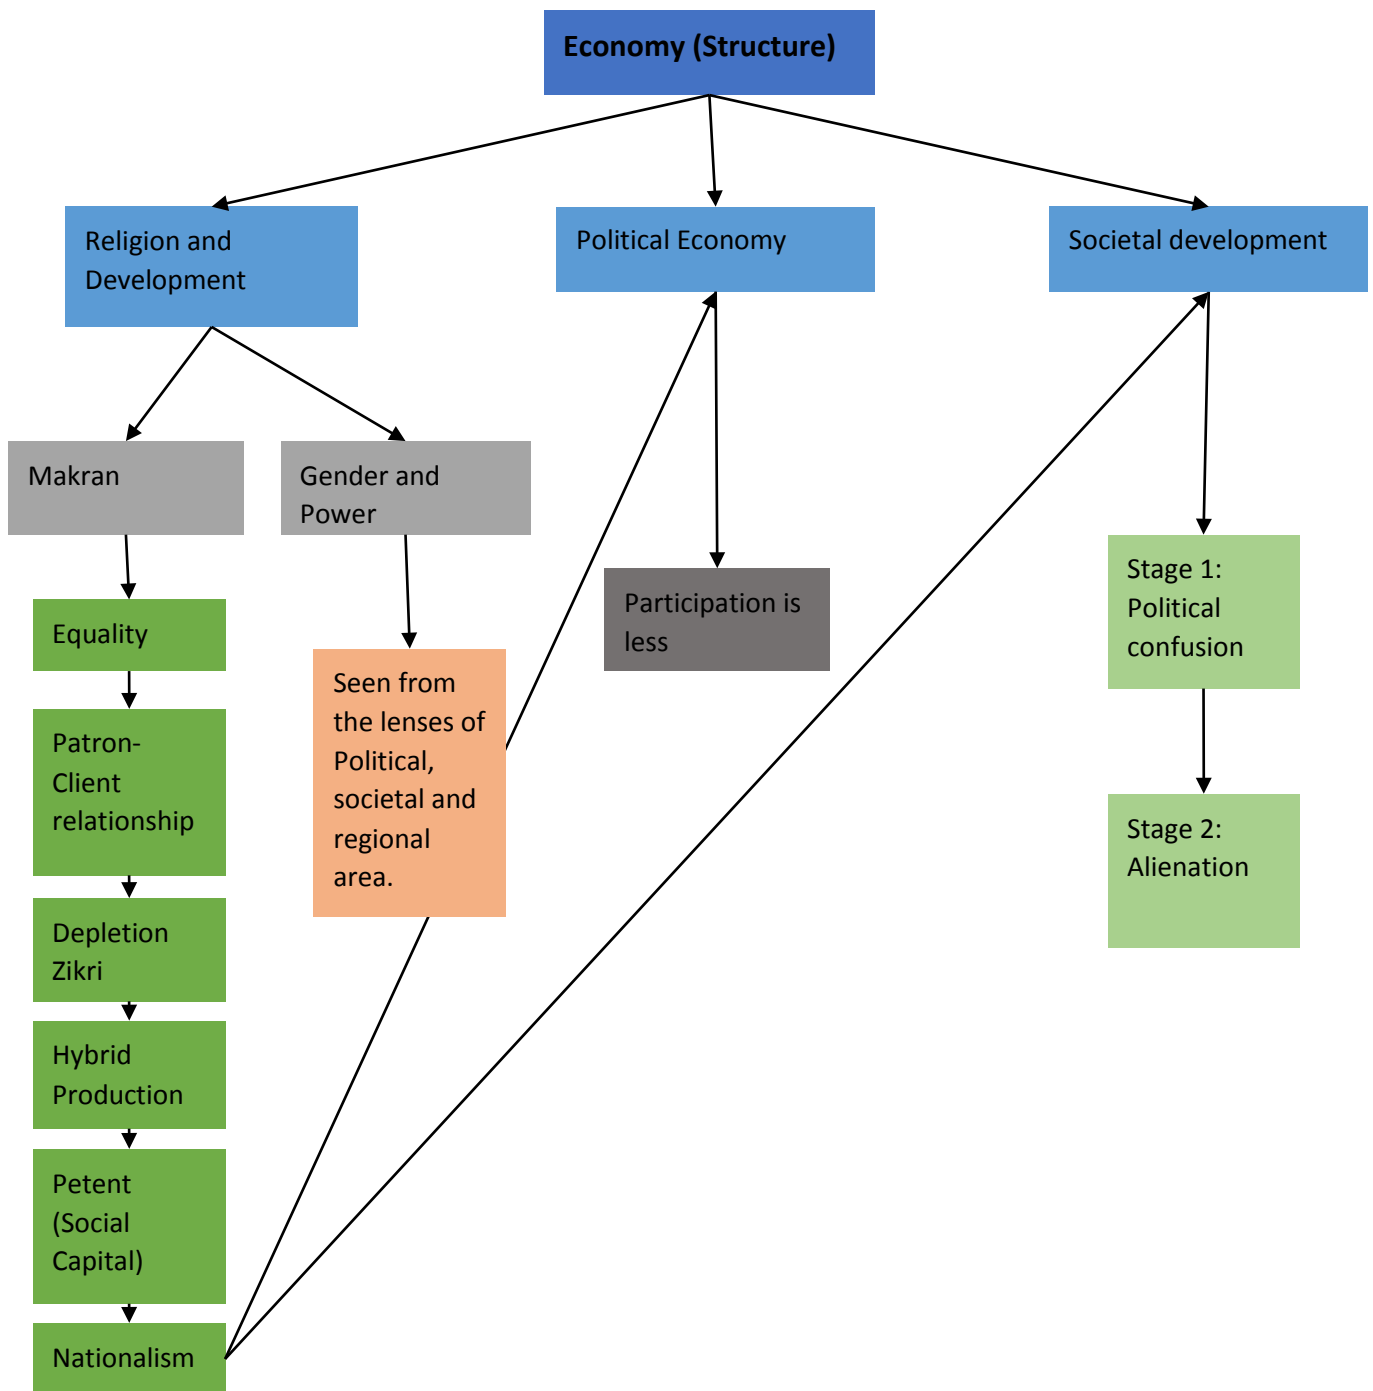 Economy (Structure)
Religion and
Development
Political Economy
Societal development
Makran
Gender and
Power
Equality
Patron-
Client
relationship
Depletion
Zikri
Hybrid
Production
Petent
(Social
Capital)
Nationalism
Seen from
the lenses of
Political,
societal and
regional
area.
Participation is
less
Stage 1:
Political
confusion
Stage 2:
Alienation